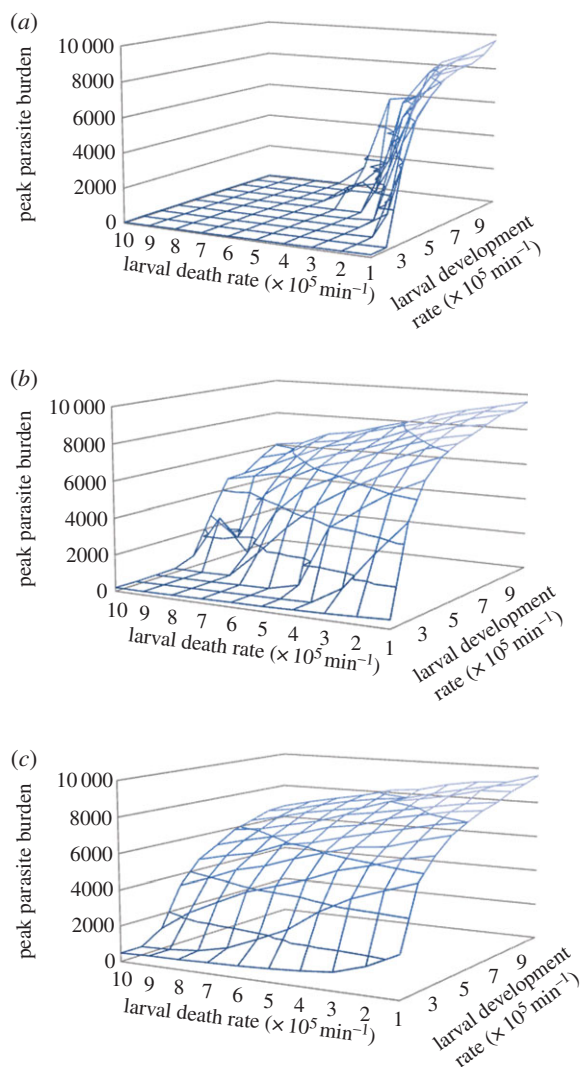 (a)
10 000
8000
6000
4000
2000
0
peak parasite burden
10 9 8 7 6 5 4 3 2 1
larval death rate (× 10⁵ min⁻¹)
3 5 7 9
larval development
rate (× 10⁵ min⁻¹)
(b)
10 000
8000
6000
4000
2000
0
peak parasite burden
10 9 8 7 6 5 4 3 2 1
larval death rate (× 10⁵ min⁻¹)
3 5 7 9
larval development
rate (× 10⁵ min⁻¹)
(c)
10 000
8000
6000
4000
2000
0
peak parasite burden
10 9 8 7 6 5 4 3 2 1
larval death rate (× 10⁵ min⁻¹)
3 5 7 9
larval development
rate (× 10⁵ min⁻¹)